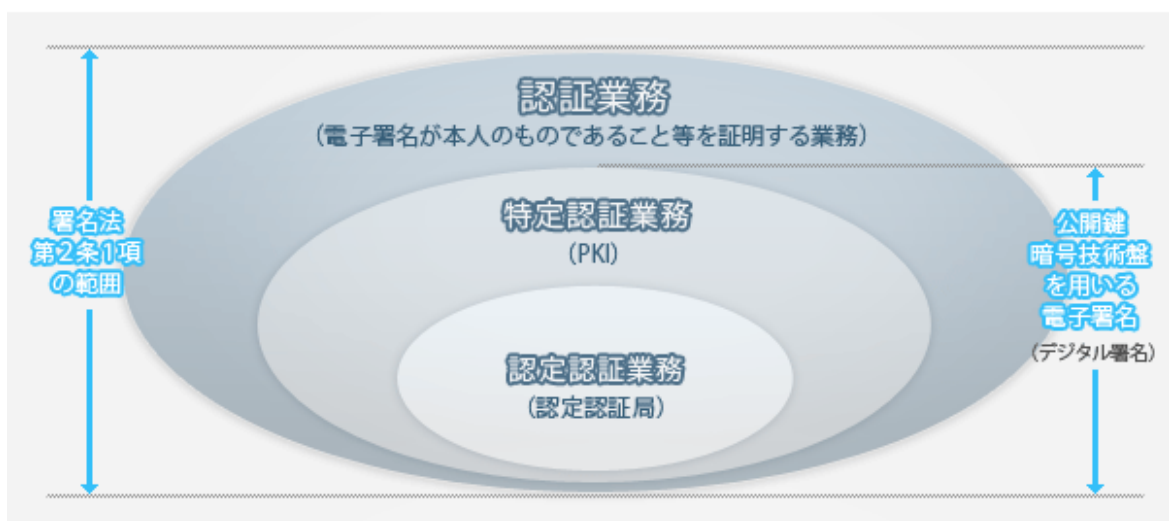 認証業務
（電子署名が本人のものであること等を証明する業務）
特定認証業務
（PKI）
認定認証業務
（認定認証局）
署名法
第2条1項
の範囲
公開鍵
暗号技術盤
を用いる
電子署名
（デジタル署名）